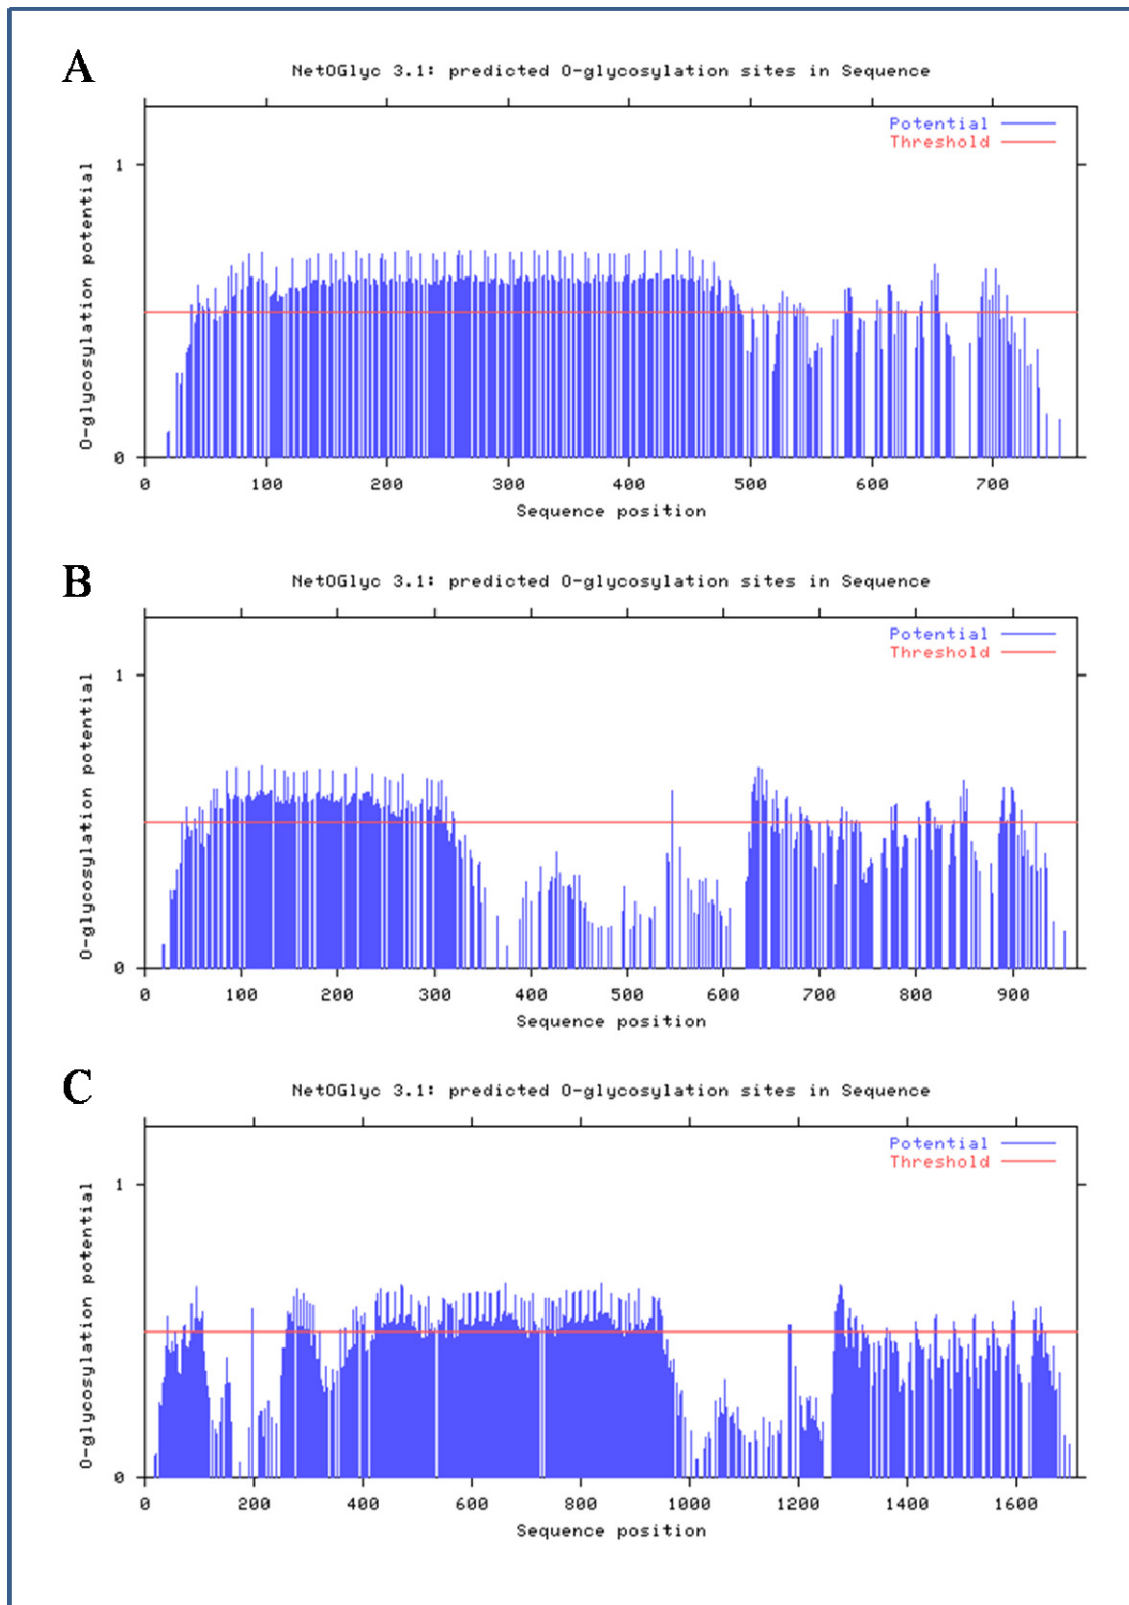 A
NetOGlyc 3.1: predicted O-glycosylation sites in Sequence
Potential
Threshold
O-glycosylation potential
1
0
0 100 200 300 400 500 600 700
Sequence position
B
NetOGlyc 3.1: predicted O-glycosylation sites in Sequence
Potential
Threshold
O-glycosylation potential
1
0
0 100 200 300 400 500 600 700 800 900
Sequence position
C
NetOGlyc 3.1: predicted O-glycosylation sites in Sequence
Potential
Threshold
O-glycosylation potential
1
0
0 200 400 600 800 1000 1200 1400 1600
Sequence position